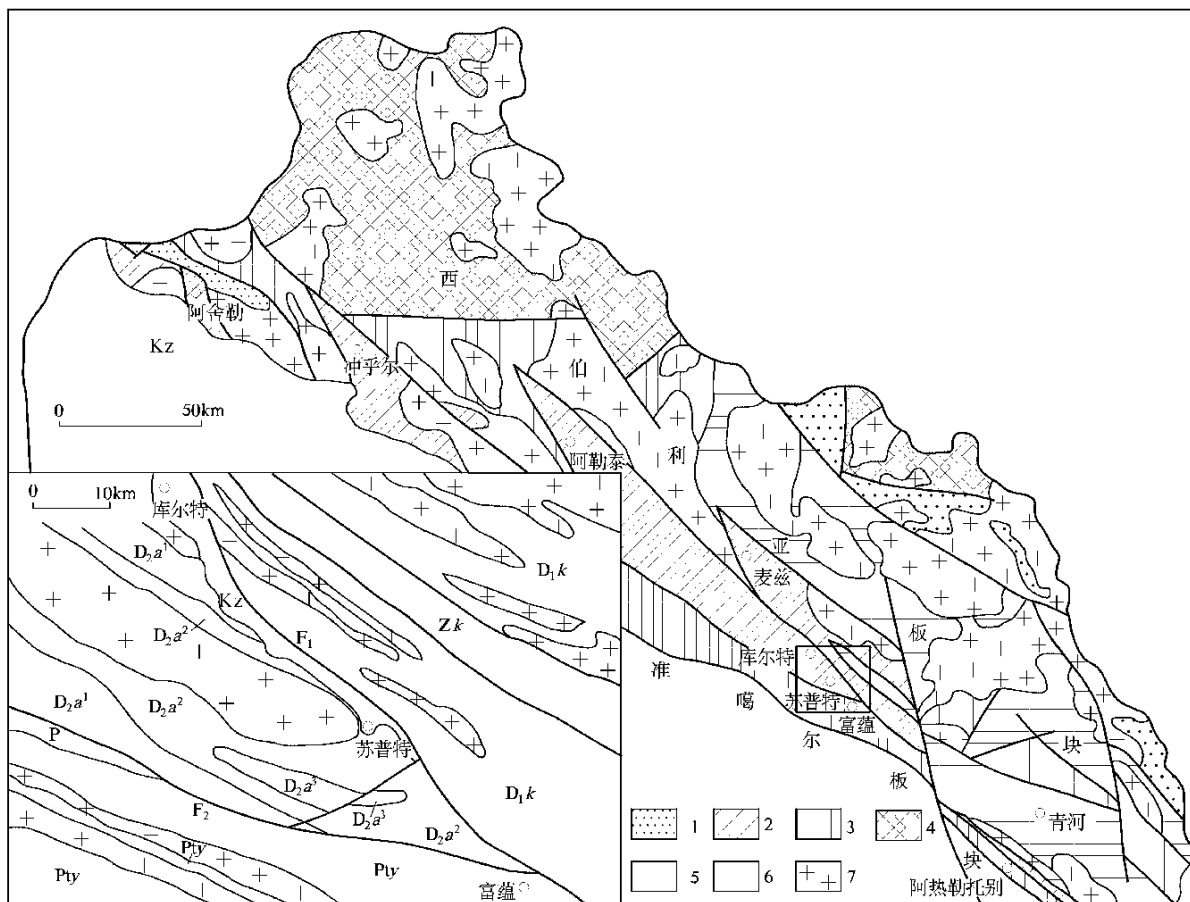 西
阿舍勒
Kz
冲乎尔
伯
0 50km
阿勒泰
利
亚
麦兹
板
库尔特
准
噶
苏普特
富蕴
尔
块
板
青河
块
阿热勒托别
1 2 3 4
5 6 7
0 10km
库尔特
D₂a¹
D₁k
Kz
Zk
D₂a²
F₁
D₂a¹
D₂a²
P
苏普特
D₂a³
D₁k
F₂
D₂a³
D₂a²
Pty
Pty
Pty
富蕴